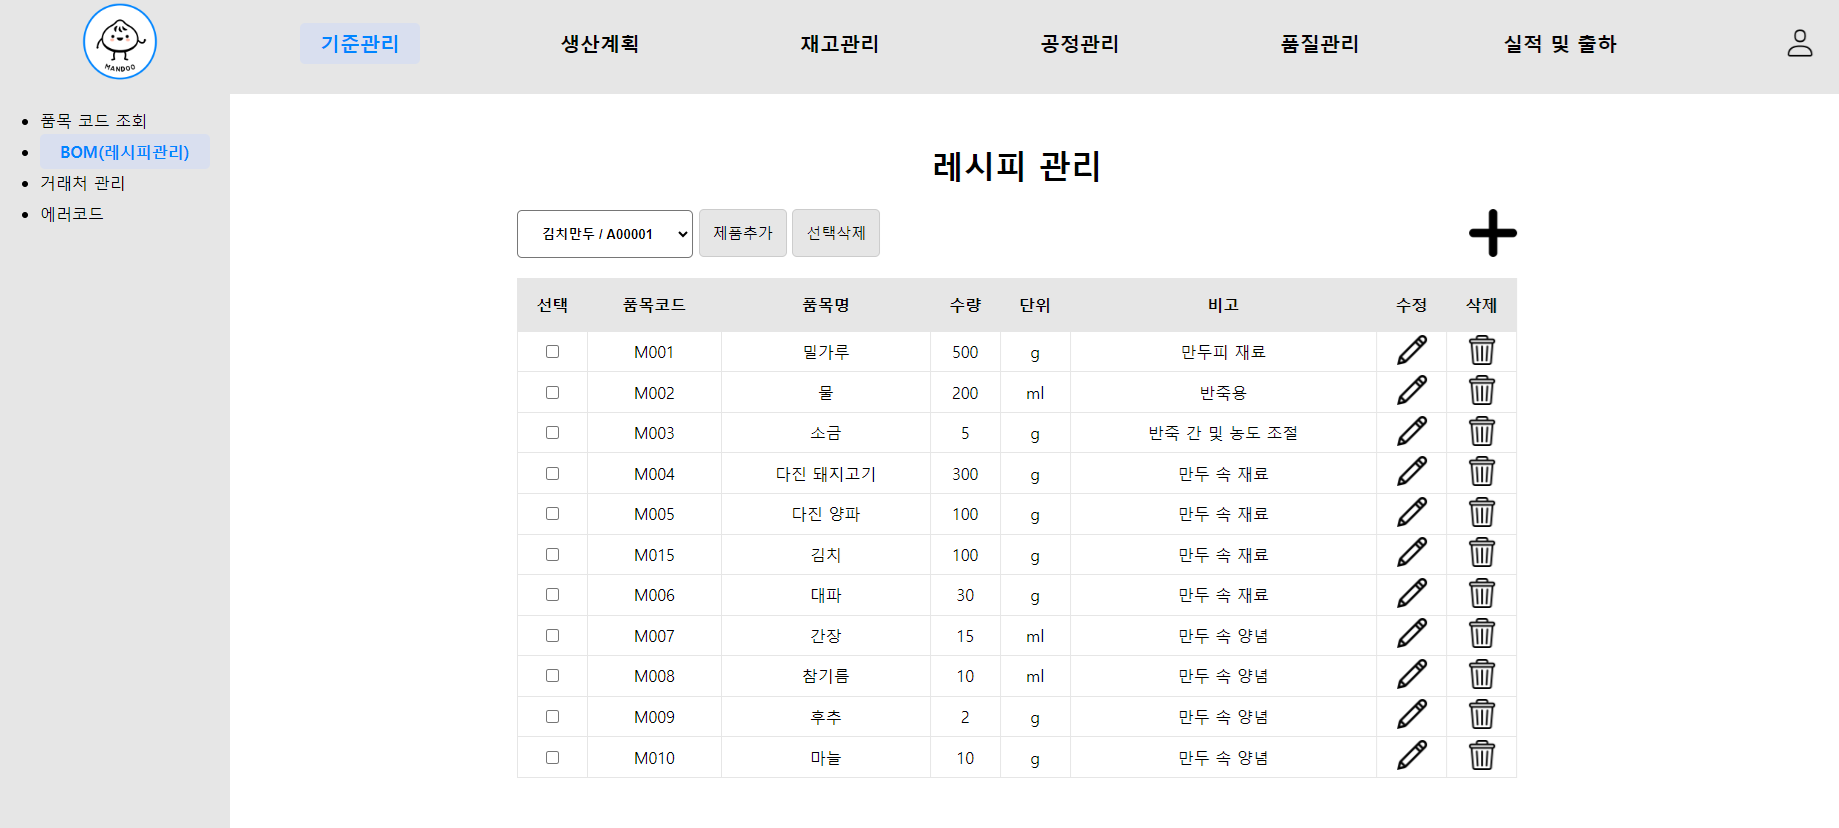 MANDOO
기준관리 생산계획 재고관리 공정관리 품질관리 실적 및 출하
품목 코드 조회
BOM(레시피관리)
거래처 관리
에러코드
레시피 관리
김치만두 / A00001 제품추가 선택삭제
선택 품목코드 품목명 수량 단위 비고 수정 삭제
M001 밀가루 500 g 만두피 재료
M002 물 200 ml 반죽용
M003 소금 5 g 반죽 간 및 농도 조절
M004 다진 돼지고기 300 g 만두 속 재료
M005 다진 양파 100 g 만두 속 재료
M015 김치 100 g 만두 속 재료
M006 대파 30 g 만두 속 재료
M007 간장 15 ml 만두 속 양념
M008 참기름 10 ml 만두 속 양념
M009 후추 2 g 만두 속 양념
M010 마늘 10 g 만두 속 양념